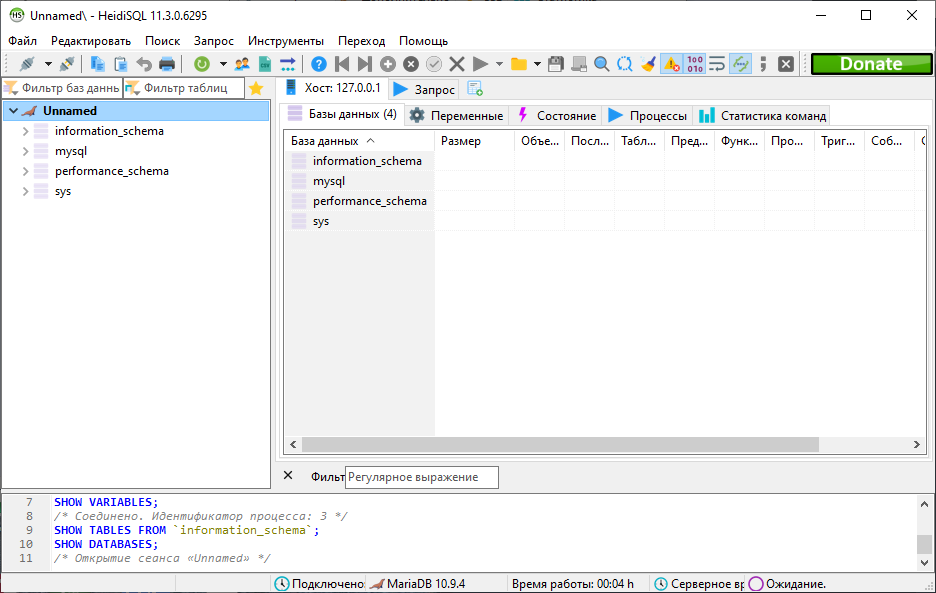 Unnamed\ - HeidiSQL 11.3.0.6295
Файл Редактировать Поиск Запрос Инструменты Переход Помощь
Donate
Фильтр баз даннь Фильтр таблиц
Хост: 127.0.0.1 Запрос
Unnamed
information_schema
mysql
performance_schema
sys
Базы данных (4) Переменные Состояние Процессы Статистика команд
База данных Размер Объе... Посл... Табл... Пред... Функ... Про... Триг... Соб...
information_schema
mysql
performance_schema
sys
Фильт Регулярное выражение
7 SHOW VARIABLES;
8 /* Соединено. Идентификатор процесса: 3 */
9 SHOW TABLES FROM `information_schema`;
10 SHOW DATABASES;
11 /* Открытие сеанса «Unnamed» */
Подключено MariaDB 10.9.4 Время работы: 00:04 h Серверное вр Ожидание.